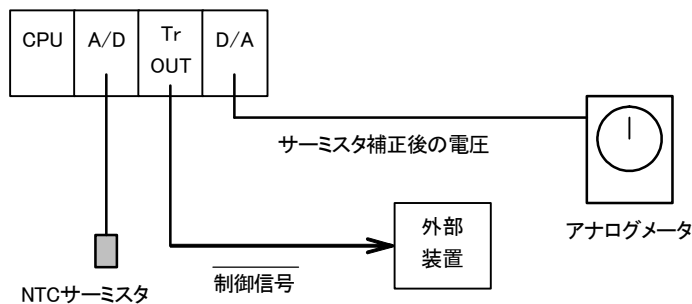 CPU
A/D
Tr
OUT
D/A
サーミスタ補正後の電圧
外部
装置
アナログメータ
制御信号
NTCサーミスタ